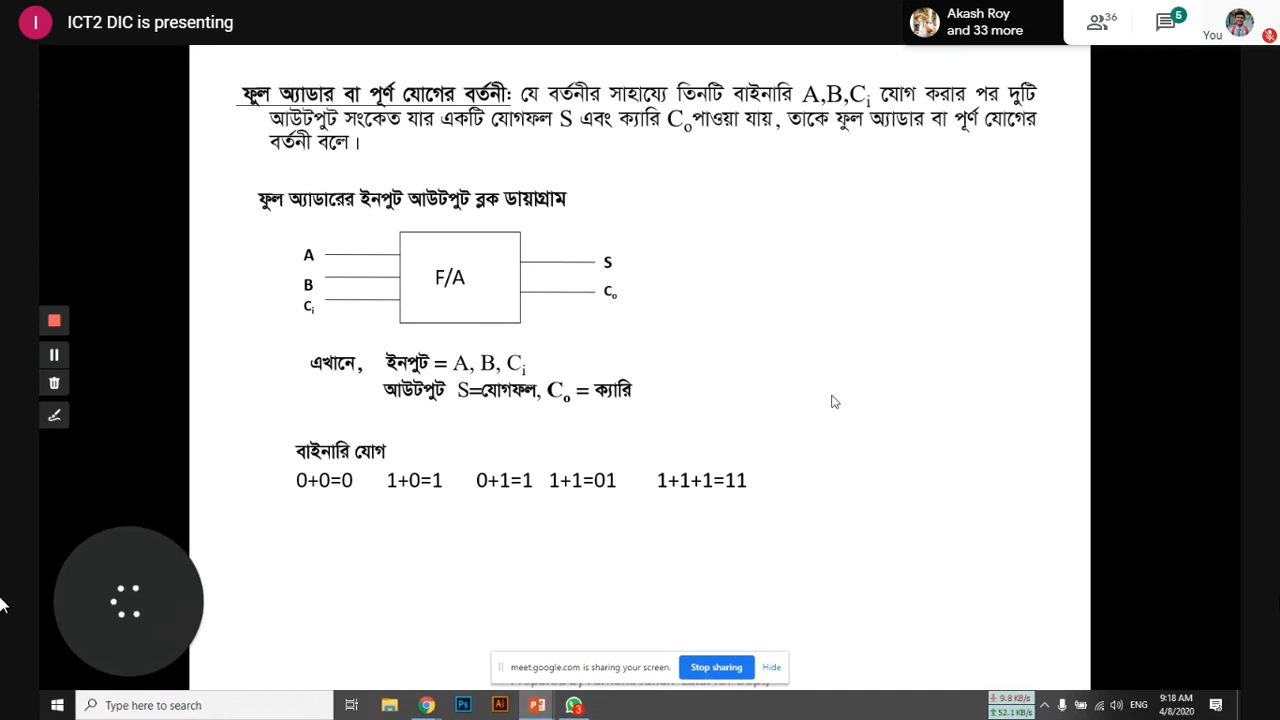 I ICT2 DIC is presenting
Akash Roy
and 33 more
36
5
You
ফুল অ্যাডার বা পূর্ণ যোগের বর্তনী: যে বর্তনীর সাহায্যে তিনটি বাইনারি A,B,Ci যোগ করার পর দুটি
আউটপুট সংকেত যার একটি যোগফল S এবং ক্যারি Co পাওয়া যায়, তাকে ফুল অ্যাডার বা পূর্ণ যোগের
বর্তনী বলে।
ফুল অ্যাডারের ইনপুট আউটপুট ব্লক ডায়াগ্রাম
A
B
Ci
F/A
S
Co
এখানে, ইনপুট = A, B, Ci
আউটপুট S=যোগফল, Co = ক্যারি
বাইনারি যোগ
0+0=0 1+0=1 0+1=1 1+1=01 1+1+1=11
meet.google.com is sharing your screen. Stop sharing Hide
Type here to search
Ps
Ai
3
9.8 KB/s
52.1 KB/s
ENG
9:18 AM
4/8/2020